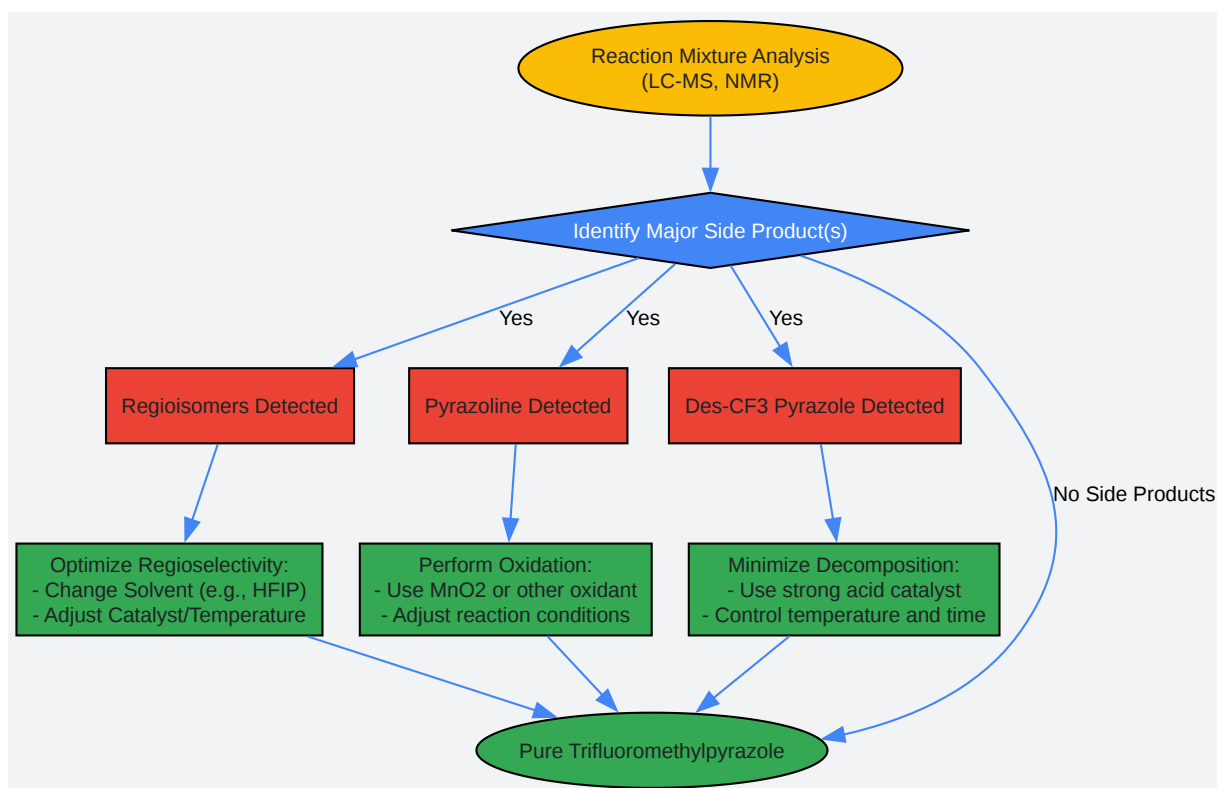 Reaction Mixture Analysis
(LC-MS, NMR)
Identify Major Side Product(s)
Yes
Yes
Yes
Regioisomers Detected
Pyrazoline Detected
Des-CF3 Pyrazole Detected
No Side Products
Optimize Regioselectivity:
- Change Solvent (e.g., HFIP)
- Adjust Catalyst/Temperature
Perform Oxidation:
- Use MnO2 or other oxidant
- Adjust reaction conditions
Minimize Decomposition:
- Use strong acid catalyst
- Control temperature and time
Pure Trifluoromethylpyrazole